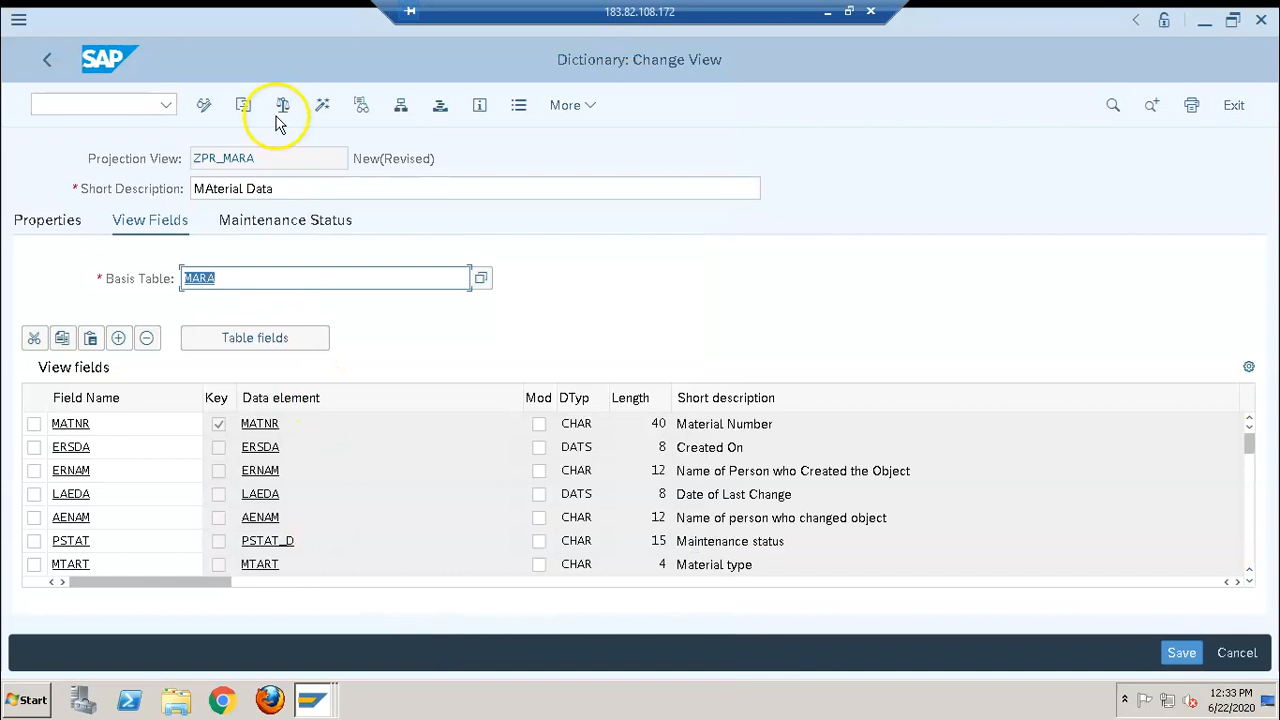 183.82.108.172
SAP
Dictionary: Change View
More
Exit
Projection View: ZPR_MARA New(Revised)
* Short Description: MAterial Data
Properties View Fields Maintenance Status
* Basis Table: MARA
Table fields
View fields
Field Name Key Data element Mod DTyp Length Short description
MATNR MATNR CHAR 40 Material Number
ERSDA ERSDA DATS 8 Created On
ERNAM ERNAM CHAR 12 Name of Person who Created the Object
LAEDA LAEDA DATS 8 Date of Last Change
AENAM AENAM CHAR 12 Name of person who changed object
PSTAT PSTAT_D CHAR 15 Maintenance status
MTART MTART CHAR 4 Material type
Save Cancel
Start
12:33 PM
6/22/2020